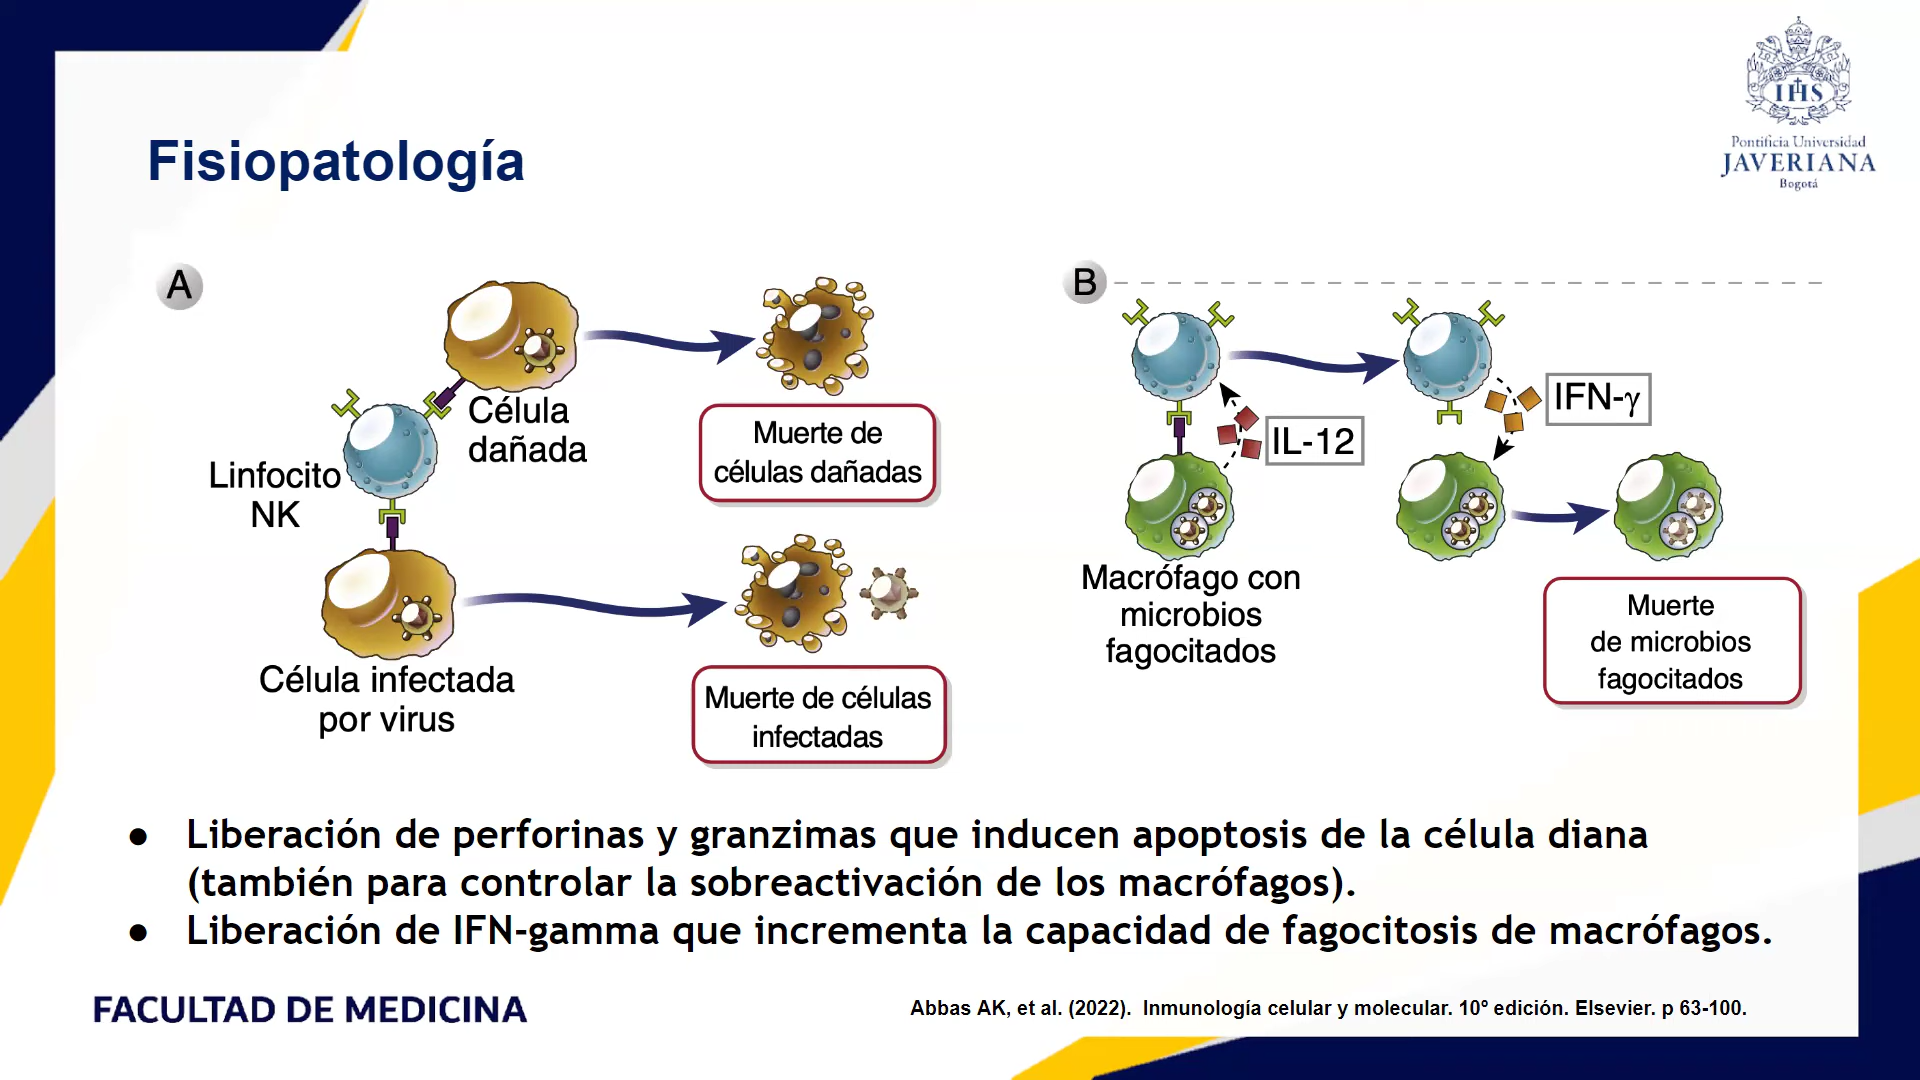 IHS
Pontificia Universidad
JAVERIANA
Bogotá
Fisiopatología
A
Célula
dañada
Linfocito
NK
Muerte de
células dañadas
Célula infectada
por virus
Muerte de células
infectadas
B
IL-12
IFN-γ
Macrófago con
microbios
fagocitados
Muerte
de microbios
fagocitados
● Liberación de perforinas y granzimas que inducen apoptosis de la célula diana
(también para controlar la sobreactivación de los macrófagos).
● Liberación de IFN-gamma que incrementa la capacidad de fagocitosis de macrófagos.
FACULTAD DE MEDICINA
Abbas AK, et al. (2022). Inmunología celular y molecular. 10º edición. Elsevier. p 63-100.